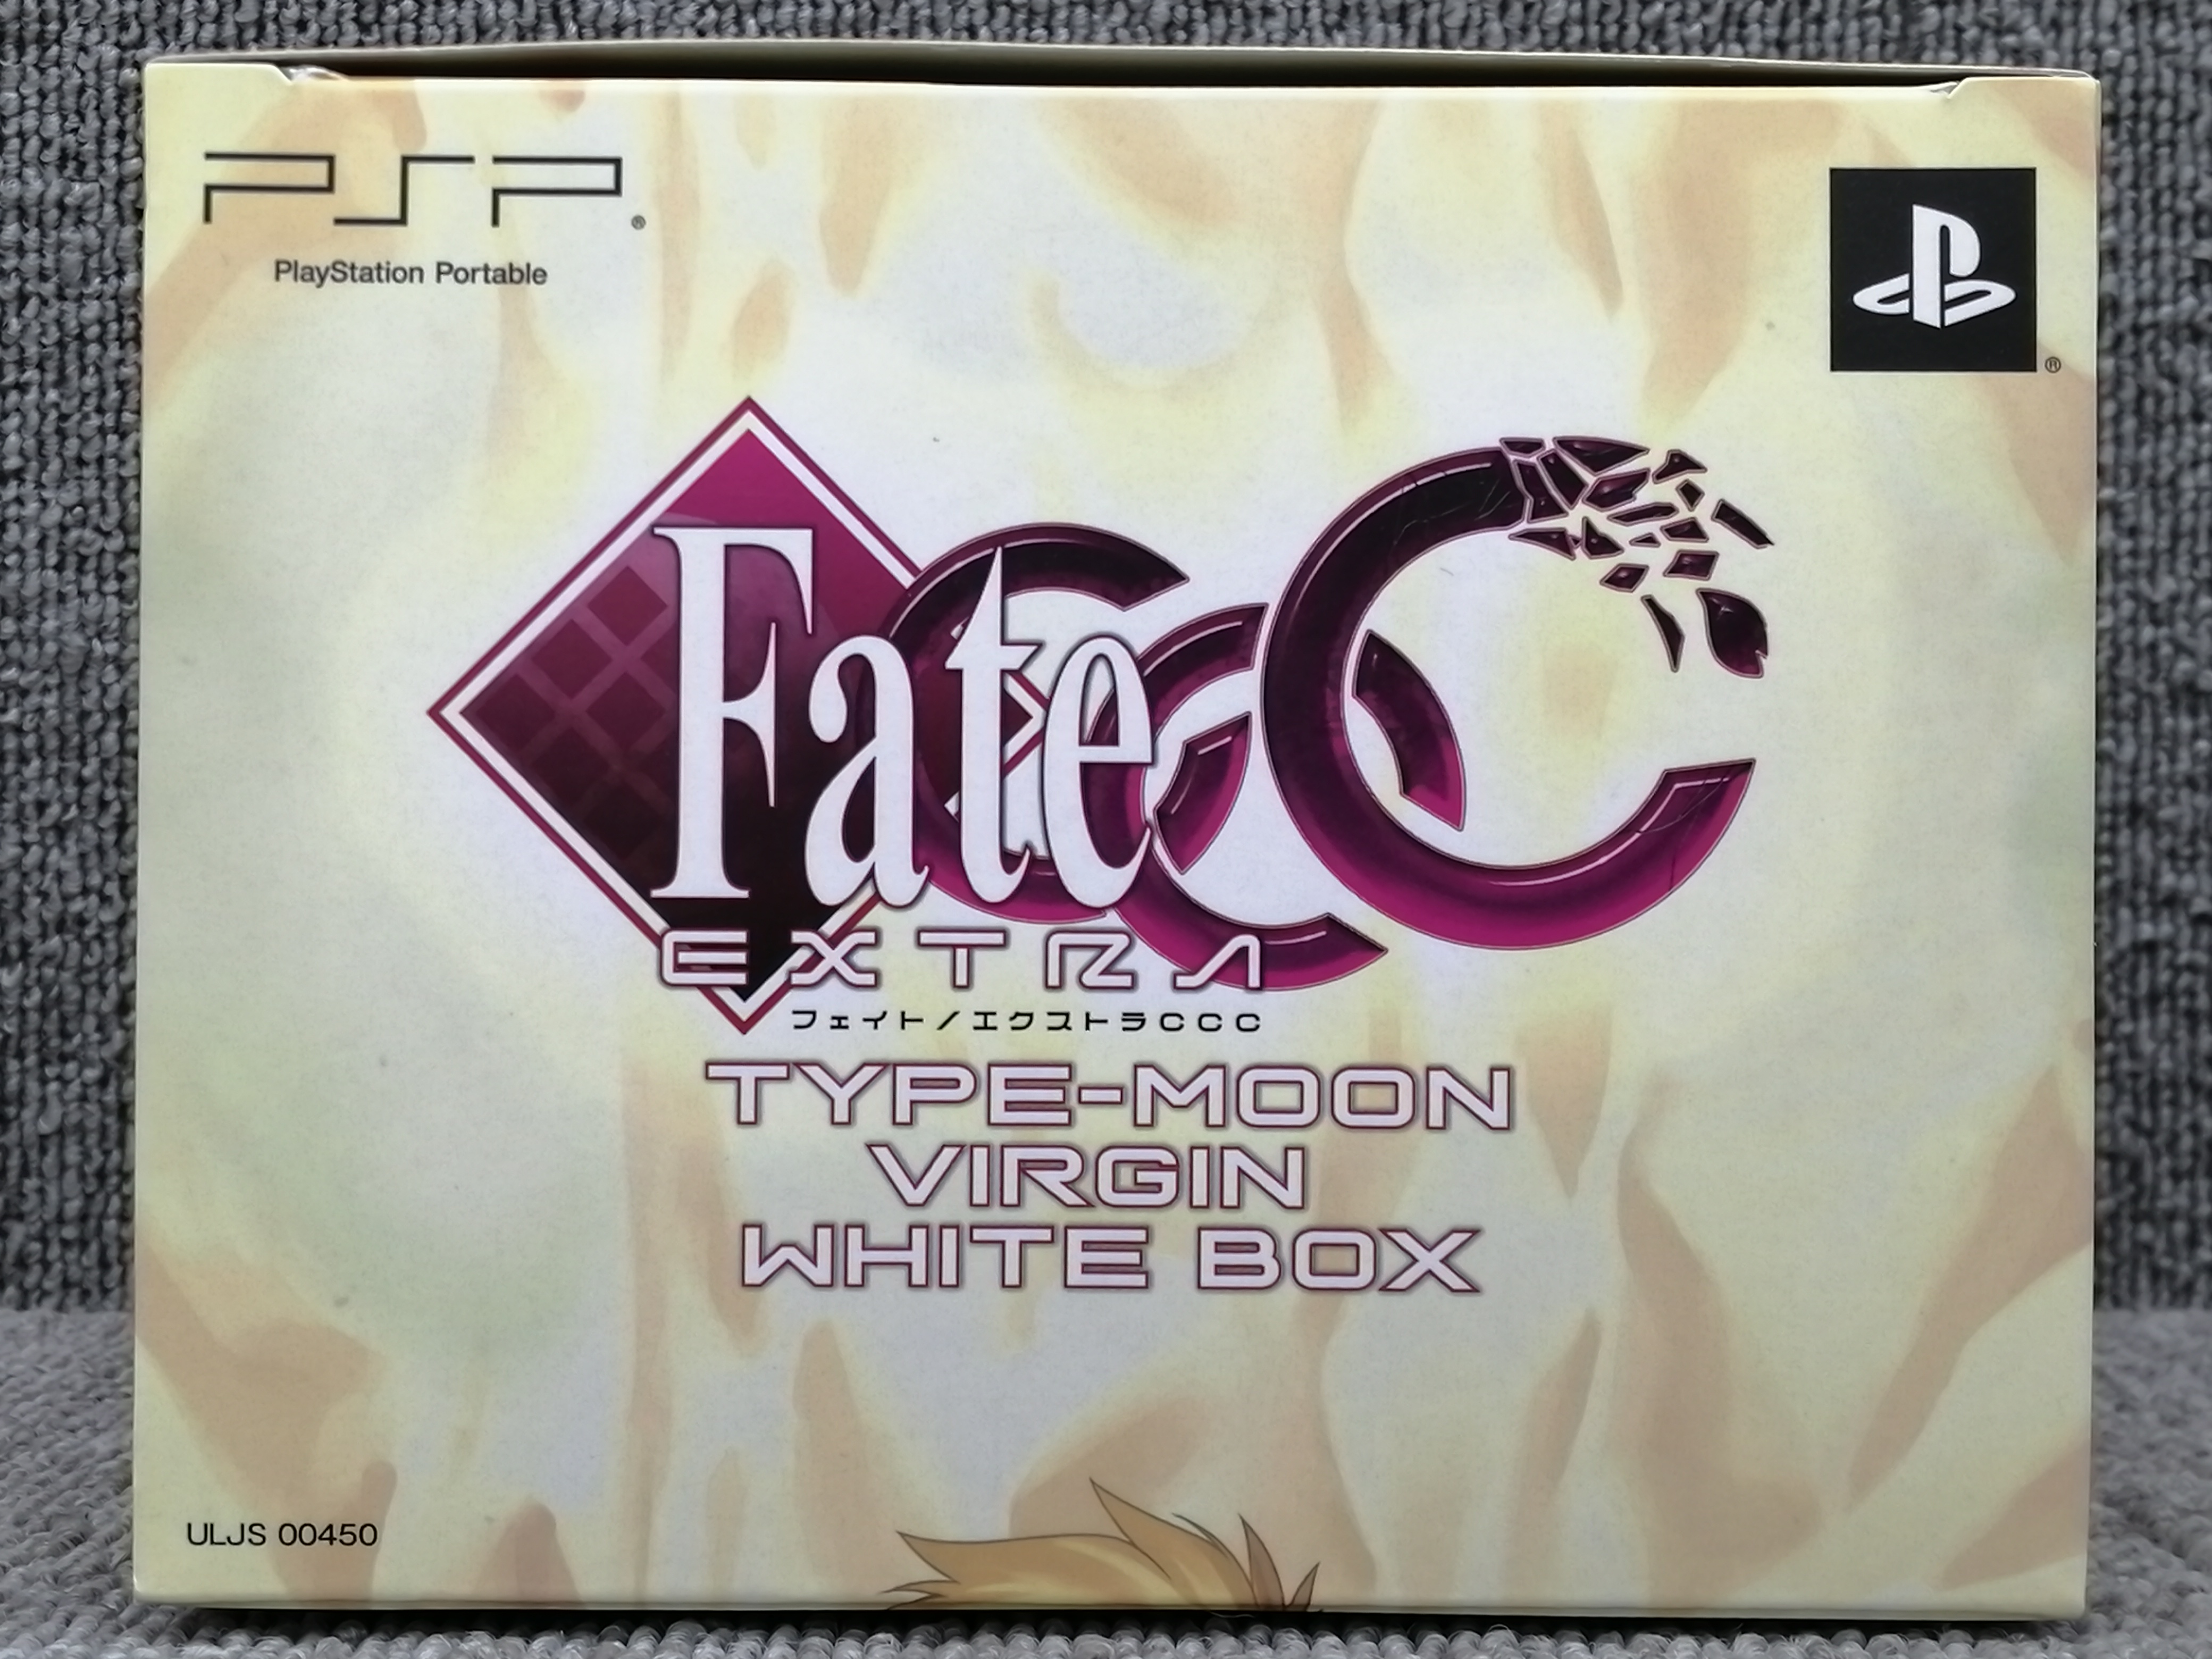 PSP®
PlayStation Portable
®
Fate CCC
EXTRA
フェイト/エクストラCCC
TYPE-MOON
VIRGIN
WHITE BOX
ULJS 00450